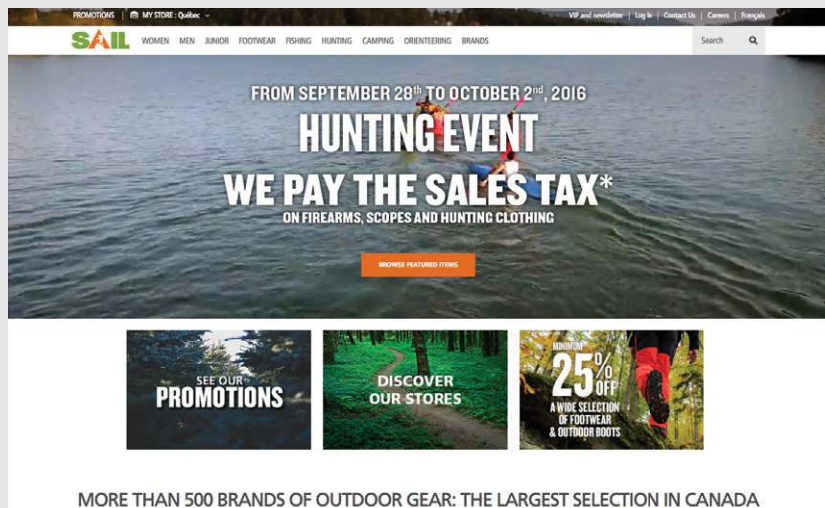 PROMOTIONS | MY STORE : Québec
VIP and newsletter | Log In | Contact Us | Careers | Français
SAIL
WOMEN MEN JUNIOR FOOTWEAR FISHING HUNTING CAMPING ORIENTEERING BRANDS
Search
FROM SEPTEMBER 28th TO OCTOBER 2nd, 2016
HUNTING EVENT
WE PAY THE SALES TAX*
ON FIREARMS, SCOPES AND HUNTING CLOTHING
BROWSE FEATURED ITEMS
SEE OUR
PROMOTIONS
DISCOVER
OUR STORES
MINIMUM
25% OFF
A WIDE SELECTION
OF FOOTWEAR
& OUTDOOR BOOTS
MORE THAN 500 BRANDS OF OUTDOOR GEAR: THE LARGEST SELECTION IN CANADA